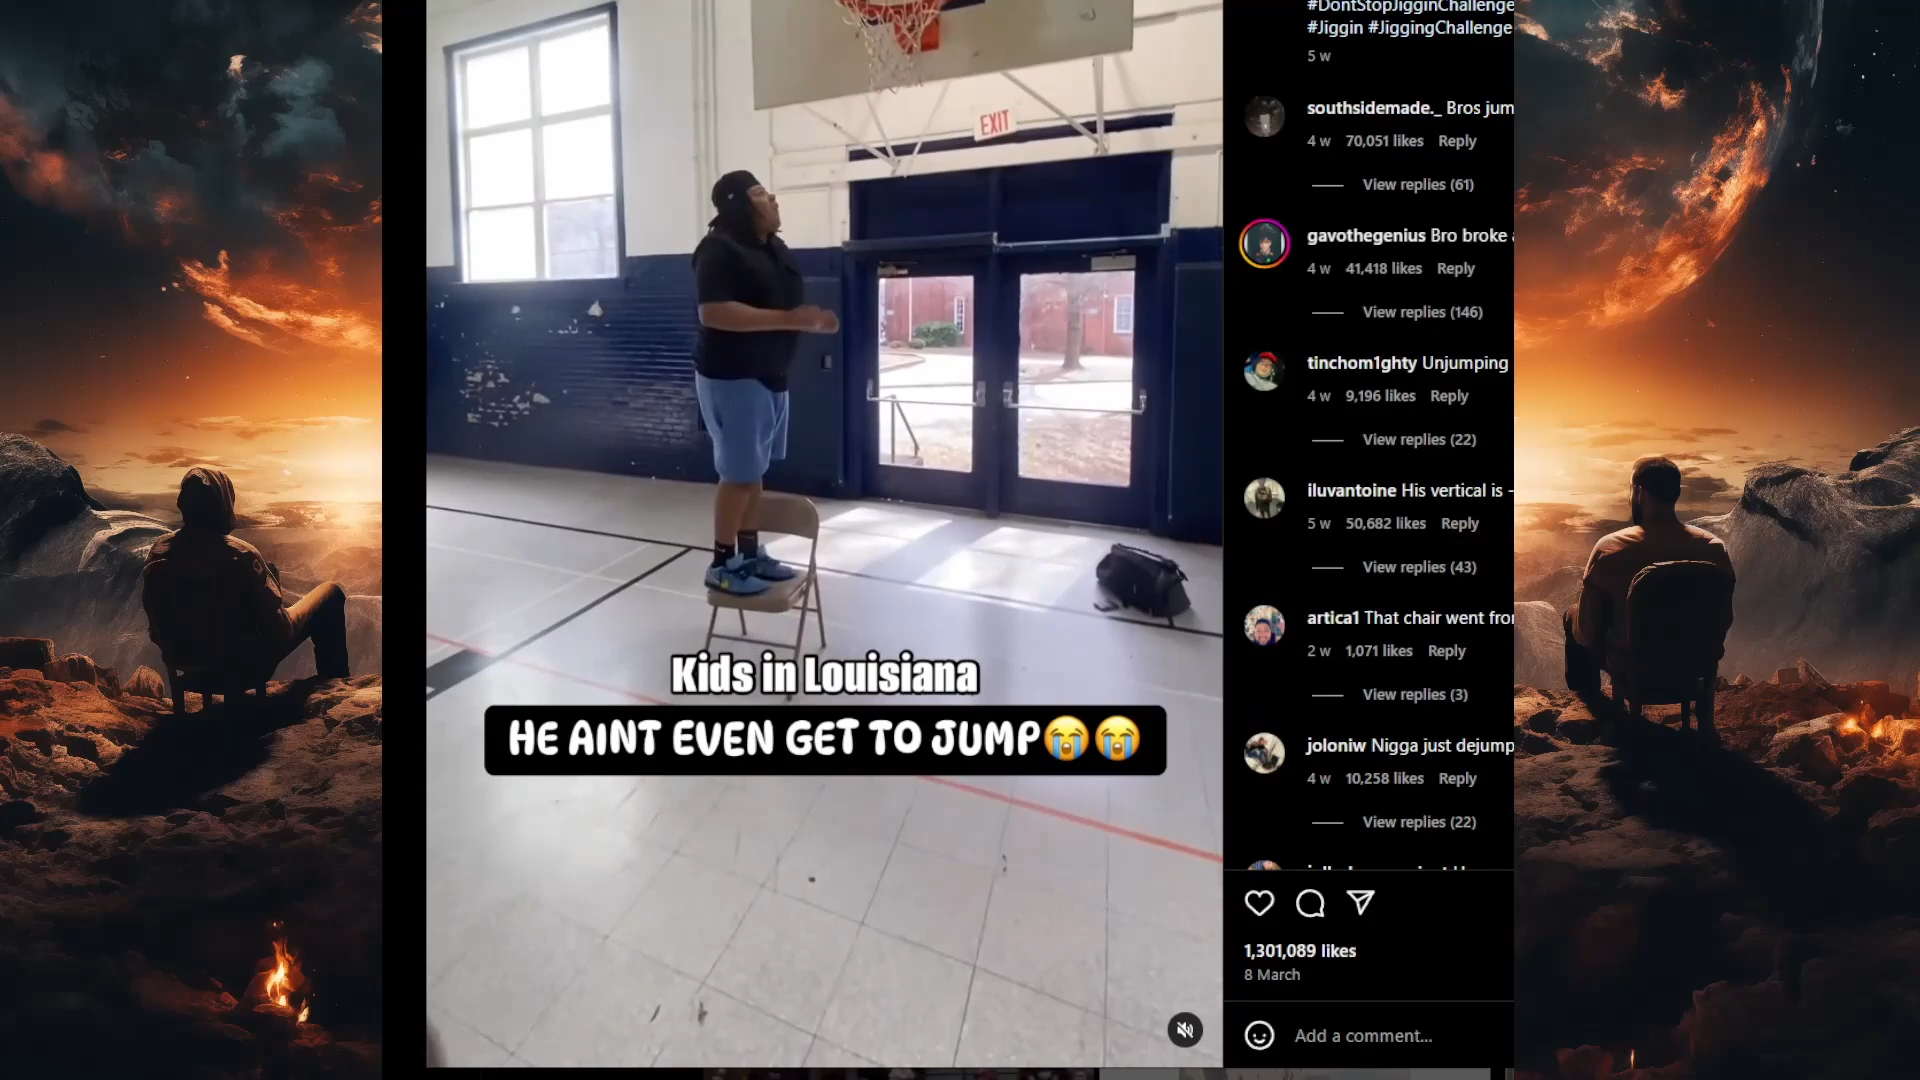 EXIT
Kids in Louisiana
HE AINT EVEN GET TO JUMP😭😭
#DontStopJigginChallenge
#Jiggin #JiggingChallenge
5 w
southsidemade._ Bros jum
4 w 70,051 likes Reply
View replies (61)
gavothegenius Bro broke
4 w 41,418 likes Reply
View replies (146)
tinchom1ghty Unjumping
4 w 9,196 likes Reply
View replies (22)
iluvantoine His vertical is -
5 w 50,682 likes Reply
View replies (43)
artica1 That chair went fro
2 w 1,071 likes Reply
View replies (3)
joloniw Nigga just dejump
4 w 10,258 likes Reply
View replies (22)
1,301,089 likes
8 March
Add a comment...